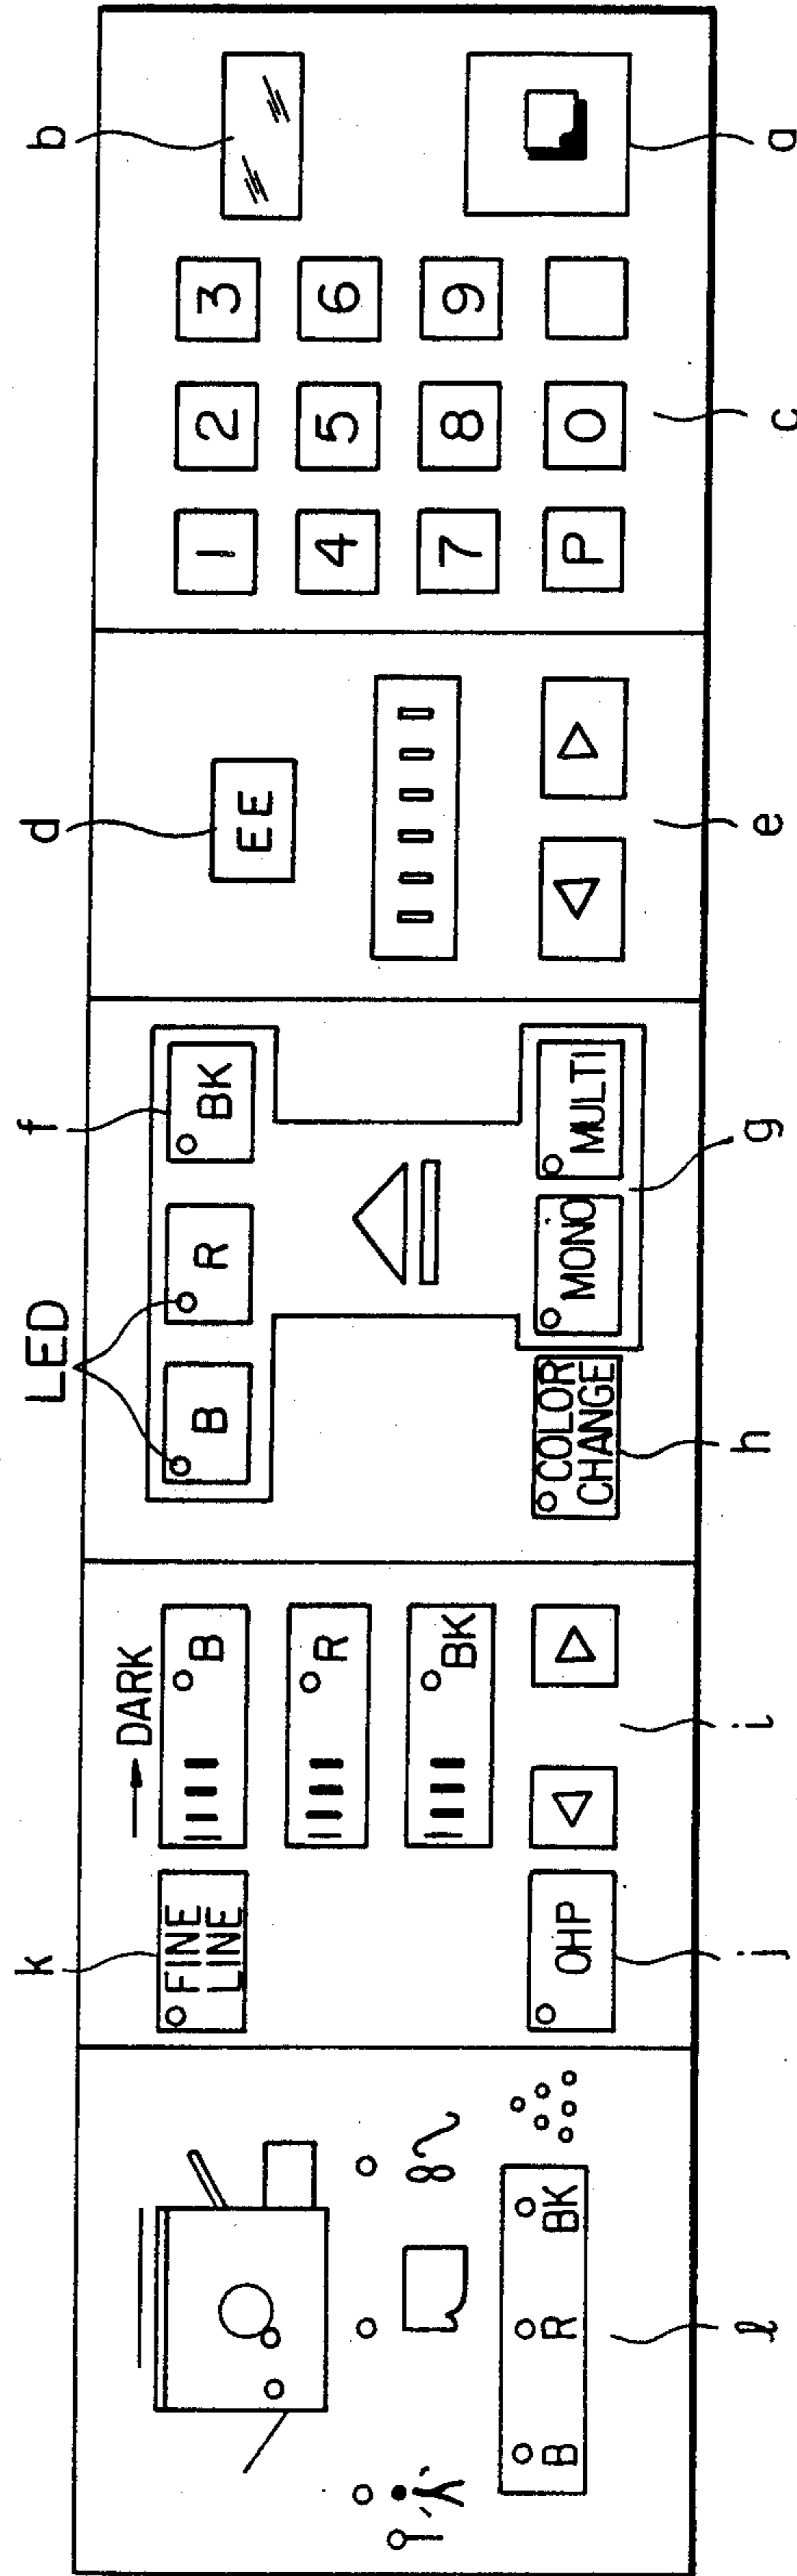 k
LED
f
d
b
FINE
LINE
→ DARK
B
R
BK
B
R
BK
EE
1
2
3
4
5
6
7
8
9
P
0
B
R
BK
OHP
COLOR
CHANGE
MONO
MULTI
ℓ
j
i
h
g
e
c
a